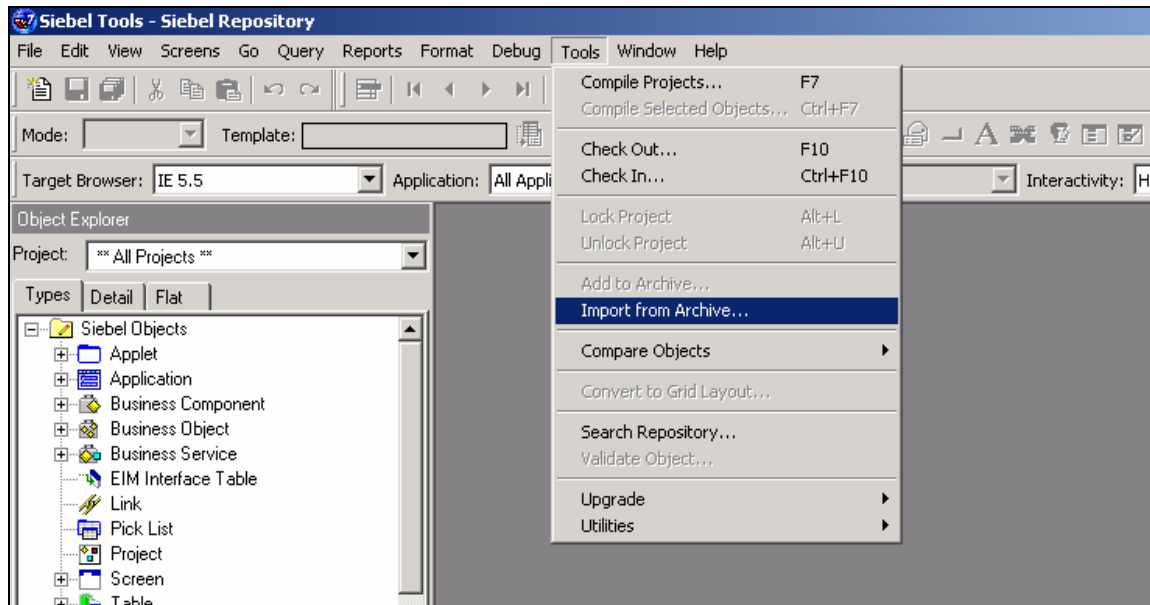 Siebel Tools - Siebel Repository
File Edit View Screens Go Query Reports Format Debug Tools Window Help
Mode: Template:
Target Browser: IE 5.5 Application: All Appli Interactivity: H
Compile Projects... F7
Compile Selected Objects... Ctrl+F7
Check Out... F10
Check In... Ctrl+F10
Lock Project Alt+L
Unlock Project Alt+U
Add to Archive...
Import from Archive...
Compare Objects
Convert to Grid Layout...
Search Repository...
Validate Object...
Upgrade
Utilities
Object Explorer
Project: ** All Projects **
Types Detail Flat
Siebel Objects
Applet
Application
Business Component
Business Object
Business Service
EIM Interface Table
Link
Pick List
Project
Screen
Table